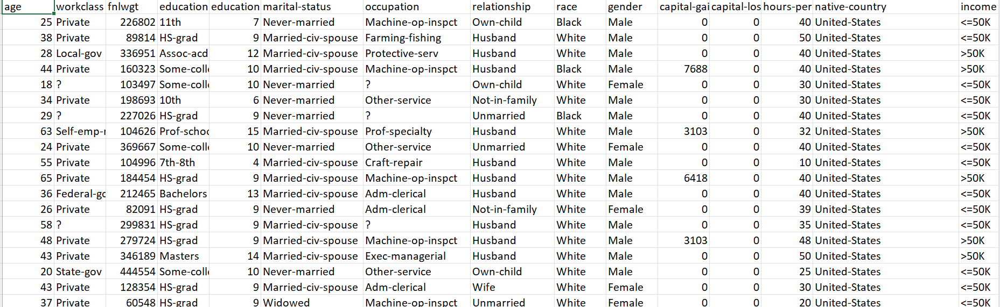 age workclass fnlwgt education education marital-status occupation relationship race gender capital-gai capital-los hours-per native-country income
25 Private 226802 11th 7 Never-married Machine-op-inspct Own-child Black Male 0 0 40 United-States <=50K
38 Private 89814 HS-grad 9 Married-civ-spouse Farming-fishing Husband White Male 0 0 50 United-States <=50K
28 Local-gov 336951 Assoc-acd 12 Married-civ-spouse Protective-serv Husband White Male 0 0 40 United-States >50K
44 Private 160323 Some-coll 10 Married-civ-spouse Machine-op-inspct Husband Black Male 7688 0 40 United-States >50K
18 ? 103497 Some-coll 10 Never-married ? Own-child White Female 0 0 30 United-States <=50K
34 Private 198693 10th 6 Never-married Other-service Not-in-family White Male 0 0 30 United-States <=50K
29 ? 227026 HS-grad 9 Never-married ? Unmarried Black Male 0 0 40 United-States <=50K
63 Self-emp-n 104626 Prof-schoo 15 Married-civ-spouse Prof-specialty Husband White Male 3103 0 32 United-States >50K
24 Private 369667 Some-coll 10 Never-married Other-service Unmarried White Female 0 0 40 United-States <=50K
55 Private 104996 7th-8th 4 Married-civ-spouse Craft-repair Husband White Male 0 0 10 United-States <=50K
65 Private 184454 HS-grad 9 Married-civ-spouse Machine-op-inspct Husband White Male 6418 0 40 United-States >50K
36 Federal-go 212465 Bachelors 13 Married-civ-spouse Adm-clerical Husband White Male 0 0 40 United-States <=50K
26 Private 82091 HS-grad 9 Never-married Adm-clerical Not-in-family White Female 0 0 39 United-States <=50K
58 ? 299831 HS-grad 9 Married-civ-spouse ? Husband White Male 0 0 35 United-States <=50K
48 Private 279724 HS-grad 9 Married-civ-spouse Machine-op-inspct Husband White Male 3103 0 48 United-States >50K
43 Private 346189 Masters 14 Married-civ-spouse Exec-managerial Husband White Male 0 0 50 United-States >50K
20 State-gov 444554 Some-coll 10 Never-married Other-service Own-child White Male 0 0 25 United-States <=50K
43 Private 128354 HS-grad 9 Married-civ-spouse Adm-clerical Wife White Female 0 0 30 United-States <=50K
37 Private 60548 HS-grad 9 Widowed Machine-op-inspct Unmarried White Female 0 0 20 United-States <=50K